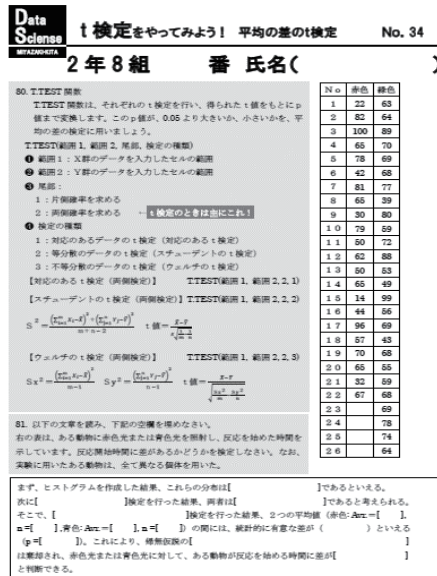 Data
Sciense
MIYAZAKIKITA
t検定をやってみよう! 平均の差のt検定 No. 34
2年8組 番 氏名( )
80. T.TEST 関数
T.TEST 関数は、それぞれのt検定を行い、得られたt値をもとにp
値まで変換します。このp値が、0.05より大きいか、小さいかを、平
均の差の検定に用いましょう。
T.TEST(範囲1, 範囲2, 尾部, 検定の種類)
❶ 範囲1:X群のデータを入力したセルの範囲
❷ 範囲2:Y群のデータを入力したセルの範囲
❸ 尾部:
1:片側確率を求める
2:両側確率を求める ←t検定のときは主にこれ!
❹ 検定の種類
1:対応のあるデータのt検定(対応のあるt検定)
2:等分散のデータのt検定(スチューデントのt検定)
3:不等分散のデータのt検定(ウェルチのt検定)
【対応のあるt検定(両側検定)】 T.TEST(範囲1, 範囲2, 2, 1)
【スチューデントのt検定(両側検定)】T.TEST(範囲1, 範囲2, 2, 2)
S² = t値=
【ウェルチのt検定(両側検定)】 T.TEST(範囲1, 範囲2, 2, 3)
Sx² = Sy² = t値=
81. 以下の文章を読み、下記の空欄を埋めなさい。
右の表は、ある動物に赤色光または青色光を照射し、反応を始めた時間を
示しています。反応開始時間に差があるかどうかを検定しなさい。なお、
実験に用いたある動物は、全て異なる個体を用いた。
No 赤色 緑色
1 22 63
2 82 64
3 100 89
4 65 70
5 78 69
6 42 68
7 81 77
8 65 39
9 30 80
10 79 59
11 50 72
12 62 88
13 50 53
14 65 49
15 14 99
16 44 56
17 96 69
18 57 43
19 70 68
20 65 55
21 32 59
22 67 68
23 69
24 78
25 74
26 64
まず、ヒストグラムを作成した結果、これらの分布は[ ]であるといえる。
次に[ ]検定を行った結果、両者は[ ]であると考えられる。
そこで、[ ]検定を行った結果、2つの平均値(赤色:Avr.=[ ],
n=[ ],青色:Avr.=[ ], n=[ ])の間には、統計的に有意な差が( )といえる
(p=[ ])。これにより、帰無仮説の[ ]
は棄却され、赤色光または青色光に対して、ある動物が反応を始める時間に差が[ ]
と判断できる。